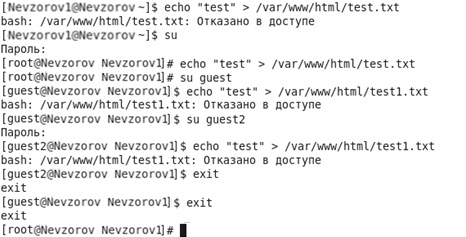 [Nevzorov1@Nevzorov ~]$ echo "test" > /var/www/html/test.txt
bash: /var/www/html/test.txt: Отказано в доступе
[Nevzorov1@Nevzorov ~]$ su
Пароль:
[root@Nevzorov Nevzorov1]# echo "test" > /var/www/html/test.txt
[root@Nevzorov Nevzorov1]# su guest
[guest@Nevzorov Nevzorov1]$ echo "test" > /var/www/html/test1.txt
bash: /var/www/html/test1.txt: Отказано в доступе
[guest@Nevzorov Nevzorov1]$ su guest2
Пароль:
[guest2@Nevzorov Nevzorov1]$ echo "test" > /var/www/html/test1.txt
bash: /var/www/html/test1.txt: Отказано в доступе
[guest2@Nevzorov Nevzorov1]$ exit
exit
[guest@Nevzorov Nevzorov1]$ exit
exit
[root@Nevzorov Nevzorov1]#